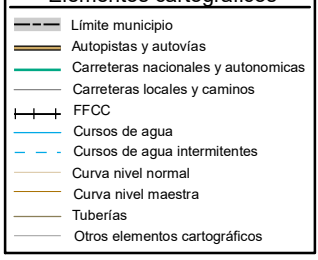 Elementos cartográficos
Límite municipio
Autopistas y autovías
Carreteras nacionales y autonomicas
Carreteras locales y caminos
FFCC
Cursos de agua
Cursos de agua intermitentes
Curva nivel normal
Curva nivel maestra
Tuberías
Otros elementos cartográficos